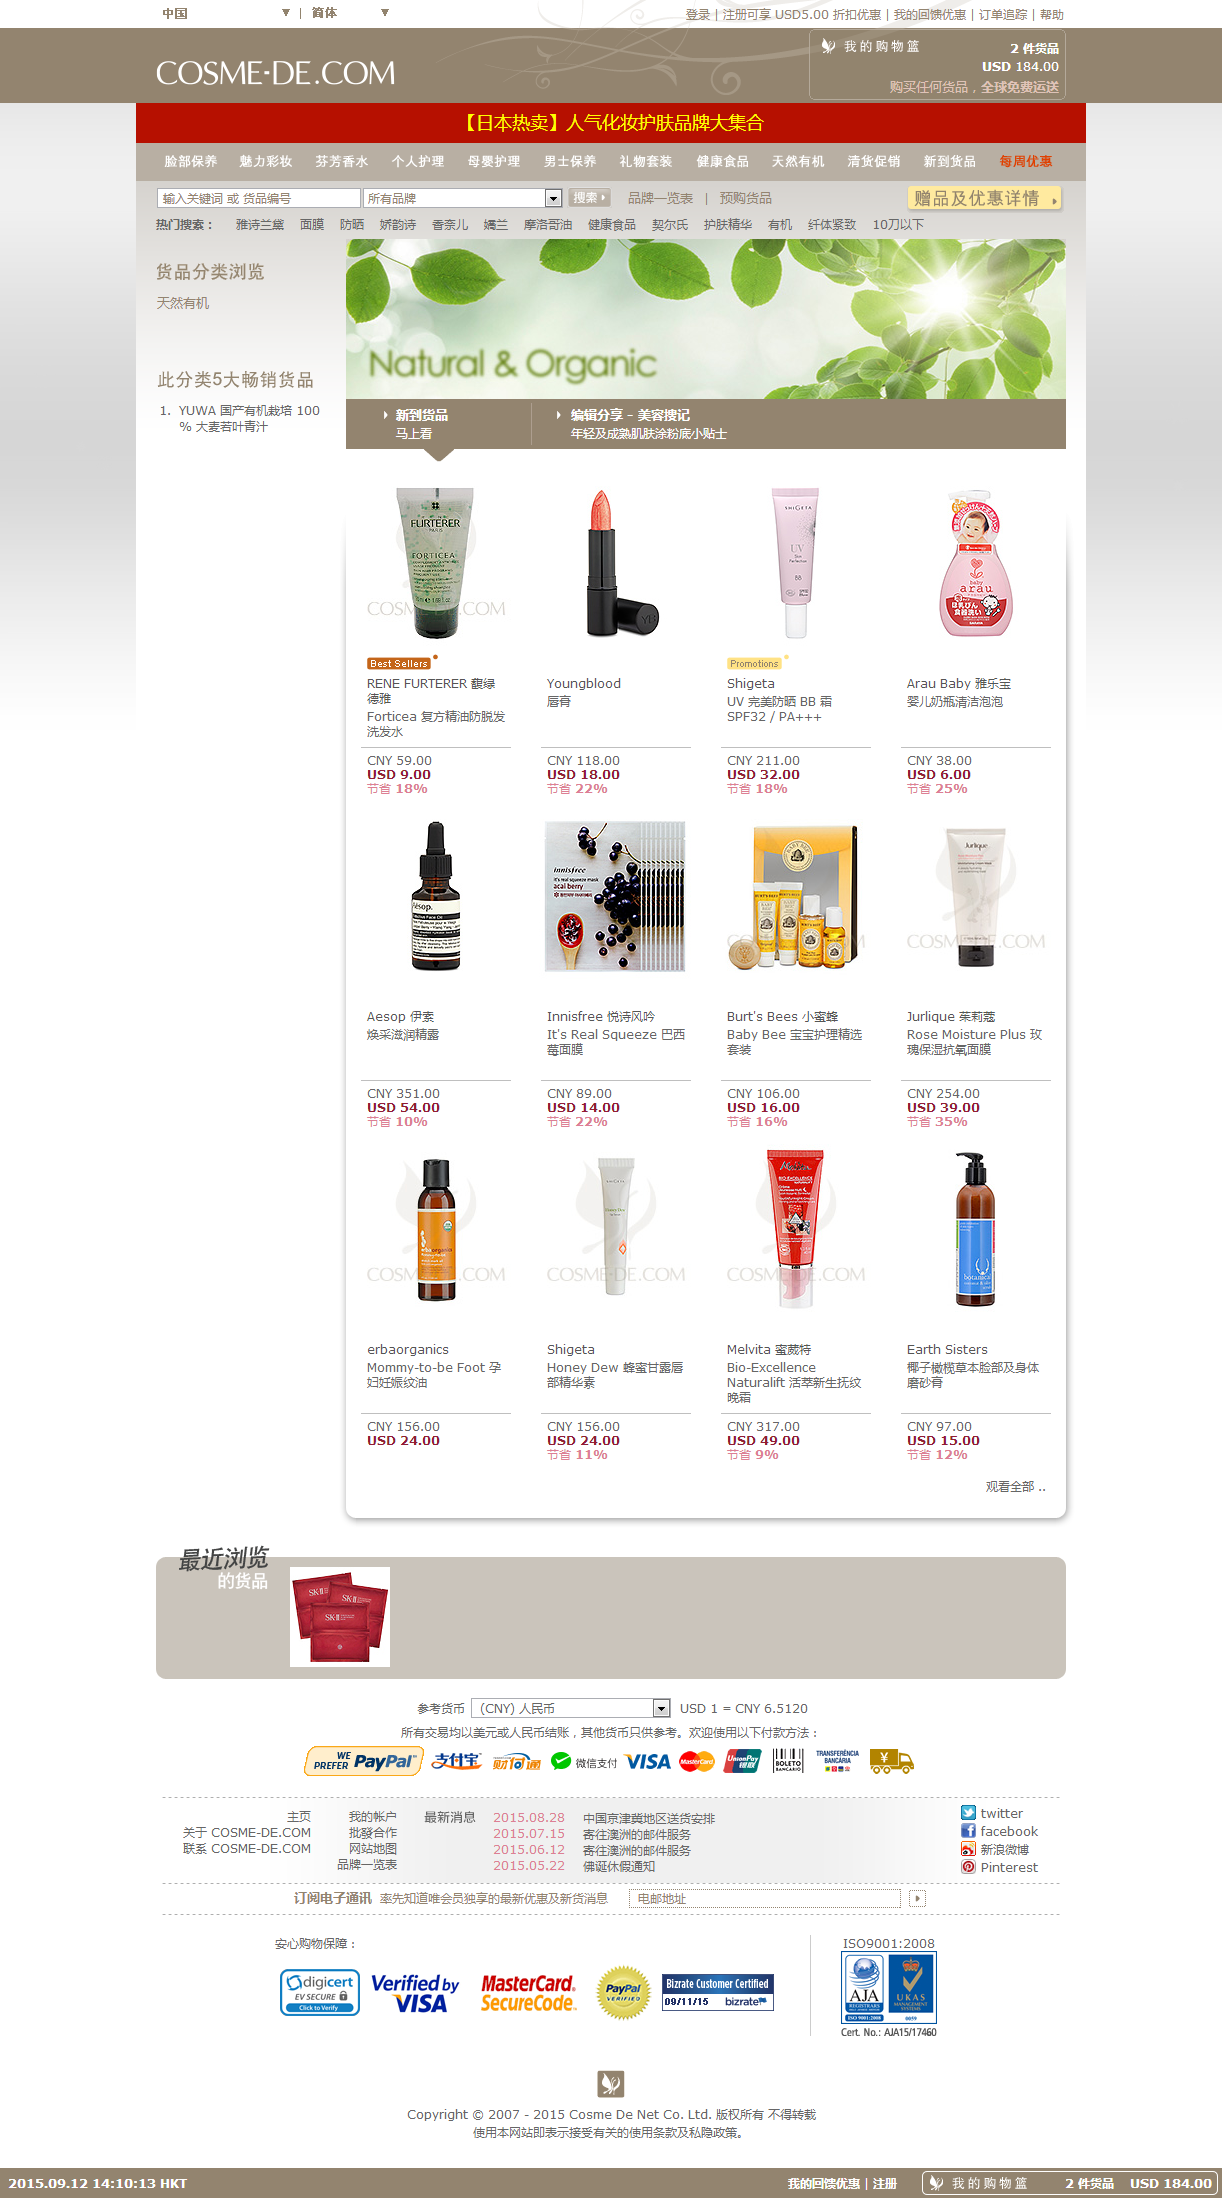 中国 | 简体
登录 | 注册可享 USD5.00 折扣优惠 | 我的回馈优惠 | 订单追踪 | 帮助
COSME-DE.COM
我的购物篮 2 件货品
USD 184.00
购买任何货品，全球免费运送
【日本热卖】人气化妆护肤品牌大集合
脸部保养 魅力彩妆 芬芳香水 个人护理 母婴护理 男士保养 礼物套装 健康食品 天然有机 清货促销 新到货品 每周优惠
输入关键词 或 货品编号 所有品牌 搜索 品牌一览表 | 预购货品 赠品及优惠详情
热门搜索： 雅诗兰黛 面膜 防晒 娇韵诗 香奈儿 嬌兰 摩洛哥油 健康食品 契尔氏 护肤精华 有机 纤体紧致 10刀以下
货品分类浏览
天然有机
此分类5大畅销货品
1. YUWA 国产有机栽培 100
% 大麦若叶青汁
Natural & Organic
新到货品
马上看
编辑分享 - 美容搜记
年轻及成熟肌肤涂粉底小贴士
Best Sellers
RENE FURTERER 馥绿
德雅
Forticea 复方精油防脱发
洗发水
CNY 59.00
USD 9.00
节省 18%
Youngblood
唇膏
CNY 118.00
USD 18.00
节省 22%
Promotions
Shigeta
UV 完美防晒 BB 霜
SPF32 / PA+++
CNY 211.00
USD 32.00
节省 18%
Arau Baby 雅乐宝
婴儿奶瓶清洁泡泡
CNY 38.00
USD 6.00
节省 25%
Aesop 伊索
焕采滋润精露
CNY 351.00
USD 54.00
节省 10%
Innisfree 悦诗风吟
It's Real Squeeze 巴西
莓面膜
CNY 89.00
USD 14.00
节省 22%
Burt's Bees 小蜜蜂
Baby Bee 宝宝护理精选
套装
CNY 106.00
USD 16.00
节省 16%
Jurlique 茱莉蔻
Rose Moisture Plus 玫
瑰保湿抗氧面膜
CNY 254.00
USD 39.00
节省 35%
erbaorganics
Mommy-to-be Foot 孕
妇妊娠纹油
CNY 156.00
USD 24.00
Shigeta
Honey Dew 蜂蜜甘露唇
部精华素
CNY 156.00
USD 24.00
节省 11%
Melvita 蜜葳特
Bio-Excellence
Naturalift 活萃新生抚纹
晚霜
CNY 317.00
USD 49.00
节省 9%
Earth Sisters
椰子橄榄草本脸部及身体
磨砂膏
CNY 97.00
USD 15.00
节省 12%
观看全部 ..
最近浏览
的货品
SK-II
参考货币 (CNY) 人民币 USD 1 = CNY 6.5120
所有交易均以美元或人民币结账，其他货币只供参考。欢迎使用以下付款方法：
WE PREFER PayPal 支付宝 财付通 微信支付 VISA MasterCard UnionPay 银联 BOLETO BANCÁRIO TRANSFERÊNCIA BANCÁRIA
主页
关于 COSME-DE.COM
联系 COSME-DE.COM
我的帐户
批發合作
网站地图
品牌一览表
最新消息
2015.08.28 中国京津冀地区送货安排
2015.07.15 寄往澳洲的邮件服务
2015.06.12 寄往澳洲的邮件服务
2015.05.22 佛诞休假通知
twitter
facebook
新浪微博
Pinterest
订阅电子通讯 率先知道唯会员独享的最新优惠及新货消息 电邮地址
安心购物保障：
digicert EV SECURE Click to Verify
Verified by VISA
MasterCard. SecureCode.
PayPal VERIFIED
Bizrate Customer Certified
09/11/15 bizrate
ISO9001:2008
AJA REGISTRARS
UKAS MANAGEMENT SYSTEMS
Cert. No.: AJA15/17460
Copyright © 2007 - 2015 Cosme De Net Co. Ltd. 版权所有 不得转载
使用本网站即表示接受有关的使用条款及私隐政策。
2015.09.12 14:10:13 HKT
我的回馈优惠 | 注册 我的购物篮 2 件货品 USD 184.00